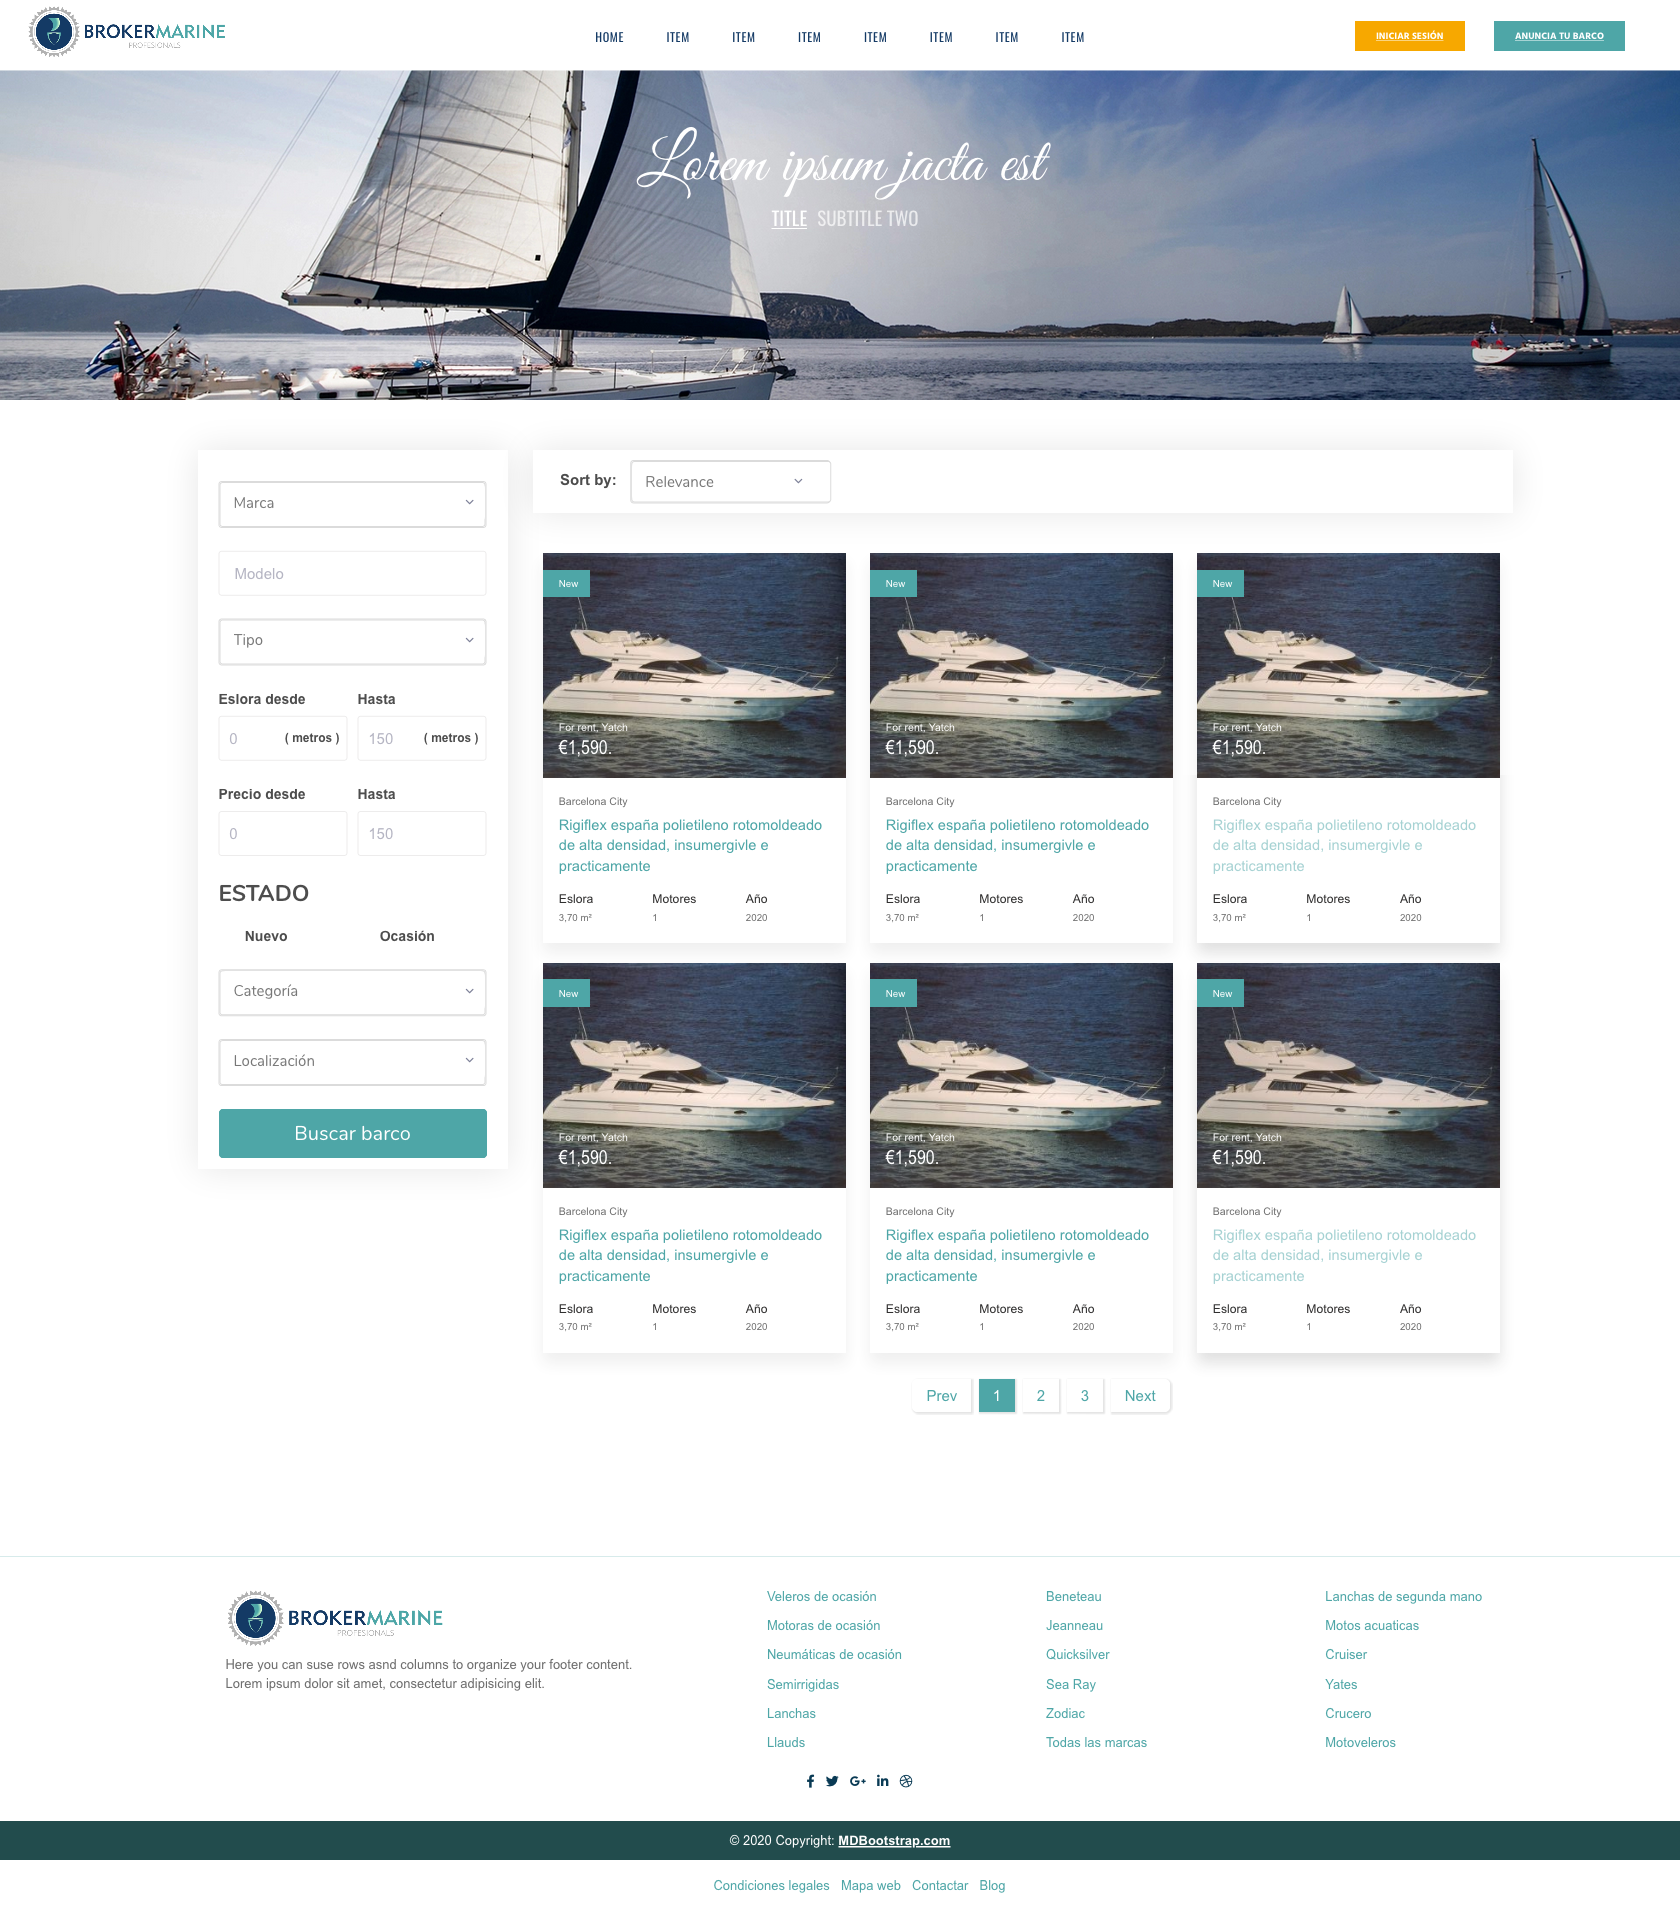 BROKERMARINE
PROFESIONALS
HOME ITEM ITEM ITEM ITEM ITEM ITEM ITEM
INICIAR SESIÓN
ANUNCIA TU BARCO
Lorem ipsum jacta est
TITLE SUBTITLE TWO
Marca
Modelo
Tipo
Eslora desde Hasta
0 ( metros ) 150 ( metros )
Precio desde Hasta
0 150
ESTADO
Nuevo Ocasión
Categoría
Localización
Buscar barco
Sort by: Relevance
New
For rent, Yatch
€1,590.
Barcelona City
Rigiflex españa polietileno rotomoldeado
de alta densidad, insumergivle e
practicamente
Eslora Motores Año
3,70 m² 1 2020
New
For rent, Yatch
€1,590.
Barcelona City
Rigiflex españa polietileno rotomoldeado
de alta densidad, insumergivle e
practicamente
Eslora Motores Año
3,70 m² 1 2020
New
For rent, Yatch
€1,590.
Barcelona City
Rigiflex españa polietileno rotomoldeado
de alta densidad, insumergivle e
practicamente
Eslora Motores Año
3,70 m² 1 2020
New
For rent, Yatch
€1,590.
Barcelona City
Rigiflex españa polietileno rotomoldeado
de alta densidad, insumergivle e
practicamente
Eslora Motores Año
3,70 m² 1 2020
New
For rent, Yatch
€1,590.
Barcelona City
Rigiflex españa polietileno rotomoldeado
de alta densidad, insumergivle e
practicamente
Eslora Motores Año
3,70 m² 1 2020
New
For rent, Yatch
€1,590.
Barcelona City
Rigiflex españa polietileno rotomoldeado
de alta densidad, insumergivle e
practicamente
Eslora Motores Año
3,70 m² 1 2020
Prev 1 2 3 Next
BROKERMARINE
PROFESIONALS
Here you can suse rows asnd columns to organize your footer content.
Lorem ipsum dolor sit amet, consectetur adipisicing elit.
Veleros de ocasión
Motoras de ocasión
Neumáticas de ocasión
Semirrigidas
Lanchas
Llauds
Beneteau
Jeanneau
Quicksilver
Sea Ray
Zodiac
Todas las marcas
Lanchas de segunda mano
Motos acuaticas
Cruiser
Yates
Crucero
Motoveleros
© 2020 Copyright: MDBootstrap.com
Condiciones legales Mapa web Contactar Blog